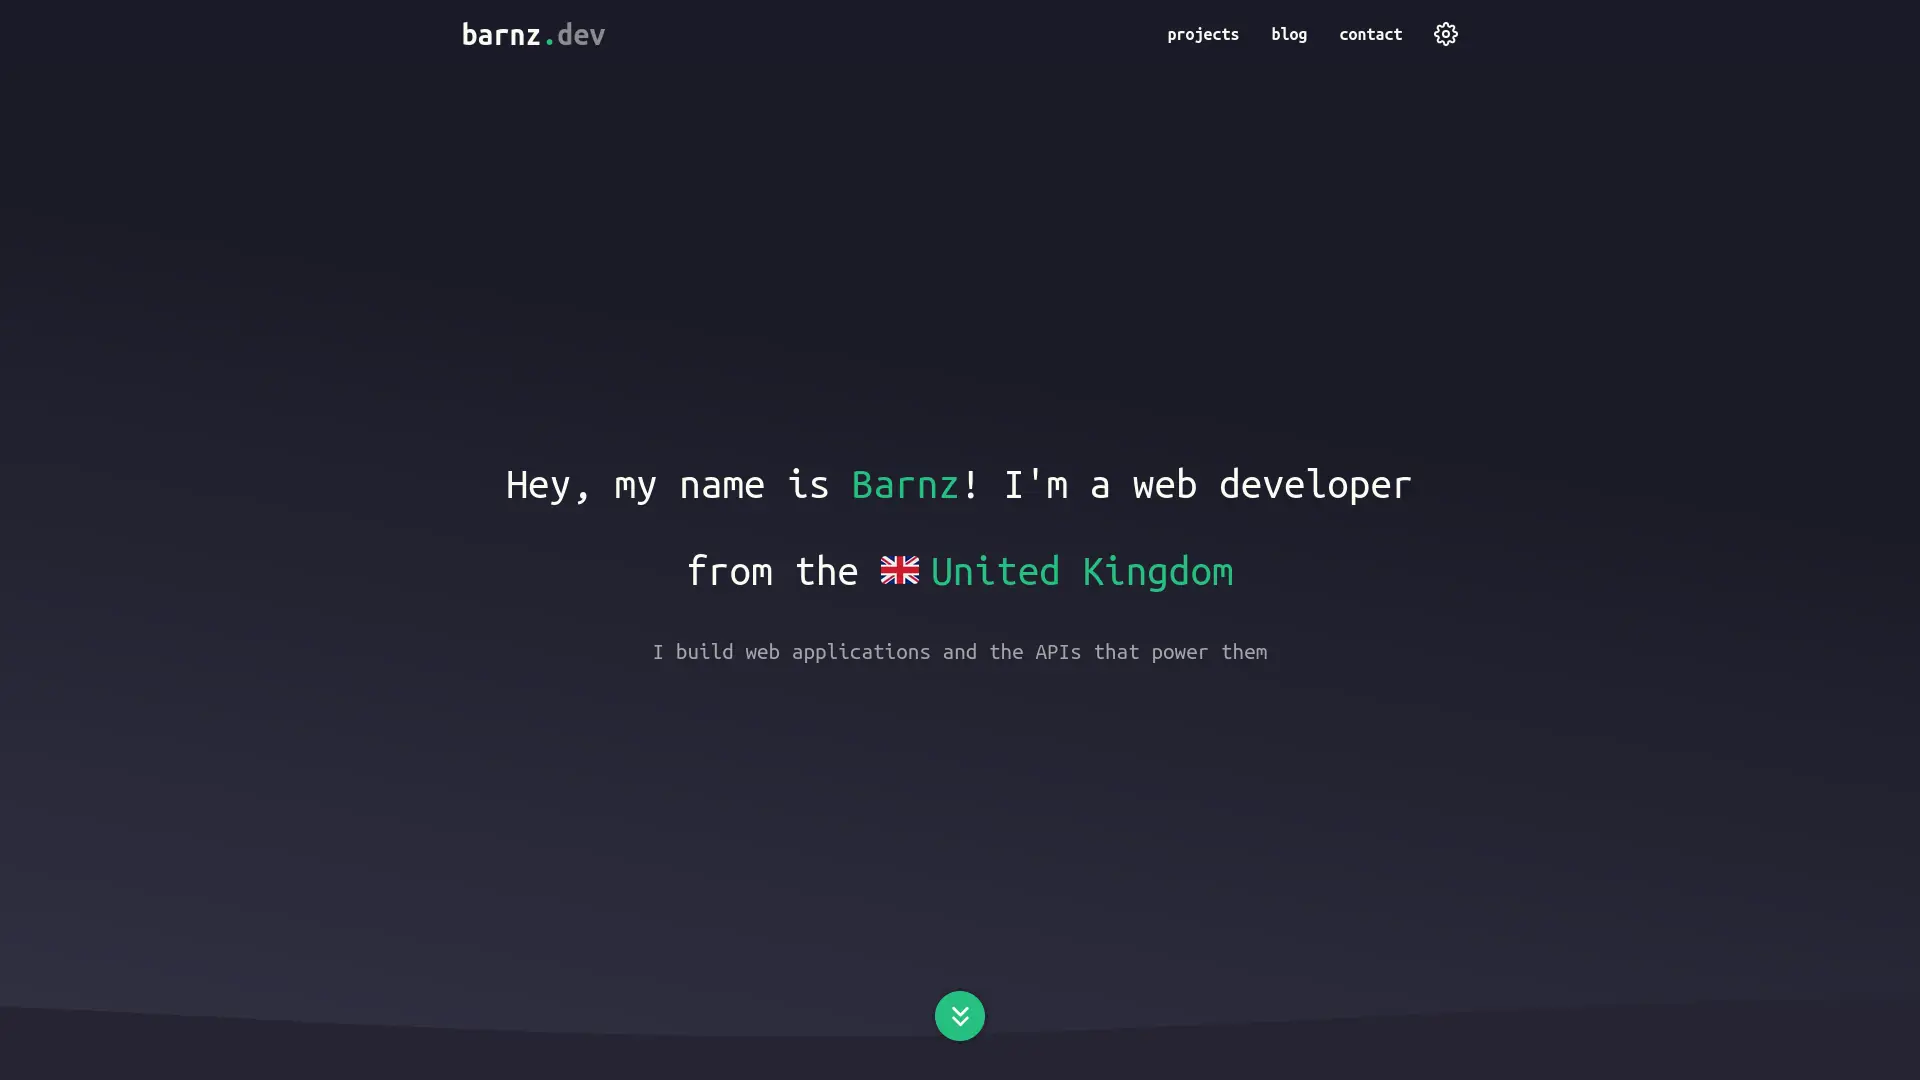 barnz.dev
projects
blog
contact
Hey, my name is Barnz! I'm a web developer
from the United Kingdom
I build web applications and the APIs that power them